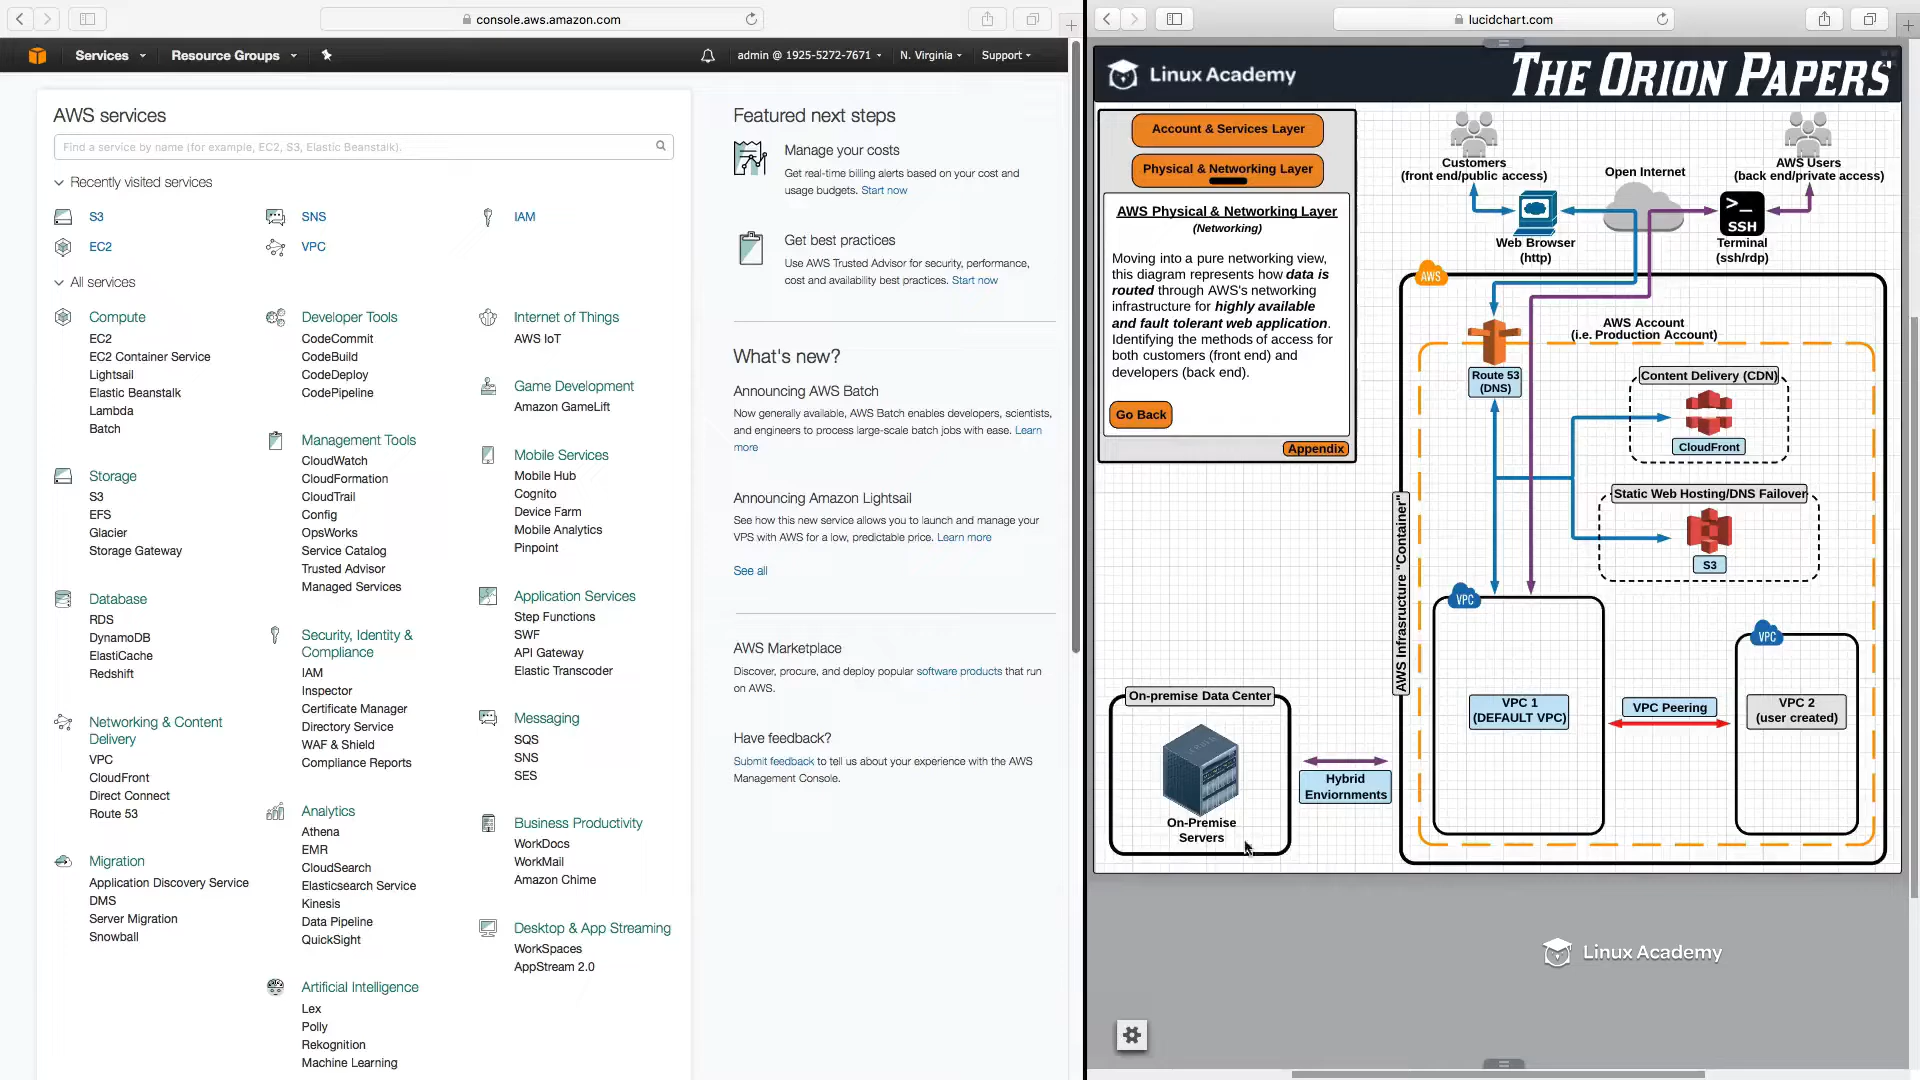 console.aws.amazon.com
Services
Resource Groups
admin @ 1925-5272-7671
N. Virginia
Support
AWS services
Find a service by name (for example, EC2, S3, Elastic Beanstalk).
Recently visited services
S3
SNS
IAM
EC2
VPC
All services
Compute
EC2
EC2 Container Service
Lightsail
Elastic Beanstalk
Lambda
Batch
Storage
S3
EFS
Glacier
Storage Gateway
Database
RDS
DynamoDB
ElastiCache
Redshift
Networking & Content
Delivery
VPC
CloudFront
Direct Connect
Route 53
Migration
Application Discovery Service
DMS
Server Migration
Snowball
Developer Tools
CodeCommit
CodeBuild
CodeDeploy
CodePipeline
Management Tools
CloudWatch
CloudFormation
CloudTrail
Config
OpsWorks
Service Catalog
Trusted Advisor
Managed Services
Security, Identity &
Compliance
IAM
Inspector
Certificate Manager
Directory Service
WAF & Shield
Compliance Reports
Analytics
Athena
EMR
CloudSearch
Elasticsearch Service
Kinesis
Data Pipeline
QuickSight
Artificial Intelligence
Lex
Polly
Rekognition
Machine Learning
Internet of Things
AWS IoT
Game Development
Amazon GameLift
Mobile Services
Mobile Hub
Cognito
Device Farm
Mobile Analytics
Pinpoint
Application Services
Step Functions
SWF
API Gateway
Elastic Transcoder
Messaging
SQS
SNS
SES
Business Productivity
WorkDocs
WorkMail
Amazon Chime
Desktop & App Streaming
WorkSpaces
AppStream 2.0
Featured next steps
Manage your costs
Get real-time billing alerts based on your cost and
usage budgets. Start now
Get best practices
Use AWS Trusted Advisor for security, performance,
cost and availability best practices. Start now
What's new?
Announcing AWS Batch
Now generally available, AWS Batch enables developers, scientists,
and engineers to process large-scale batch jobs with ease. Learn
more
Announcing Amazon Lightsail
See how this new service allows you to launch and manage your
VPS with AWS for a low, predictable price. Learn more
See all
AWS Marketplace
Discover, procure, and deploy popular software products that run
on AWS.
Have feedback?
Submit feedback to tell us about your experience with the AWS
Management Console.
lucidchart.com
Linux Academy
THE ORION PAPERS
Account & Services Layer
Physical & Networking Layer
AWS Physical & Networking Layer
(Networking)
Moving into a pure networking view,
this diagram represents how data is
routed through AWS's networking
infrastructure for highly available
and fault tolerant web application.
Identifying the methods of access for
both customers (front end) and
developers (back end).
Go Back
Appendix
Customers
(front end/public access)
Open Internet
AWS Users
(back end/private access)
Web Browser
(http)
>_
SSH
Terminal
(ssh/rdp)
AWS
AWS Account
(i.e. Production Account)
Route 53
(DNS)
Content Delivery (CDN)
CloudFront
Static Web Hosting/DNS Failover
S3
AWS Infrasructure "Container"
VPC
VPC 1
(DEFAULT VPC)
VPC Peering
VPC
VPC 2
(user created)
On-premise Data Center
On-Premise
Servers
Hybrid
Enviornments
Linux Academy